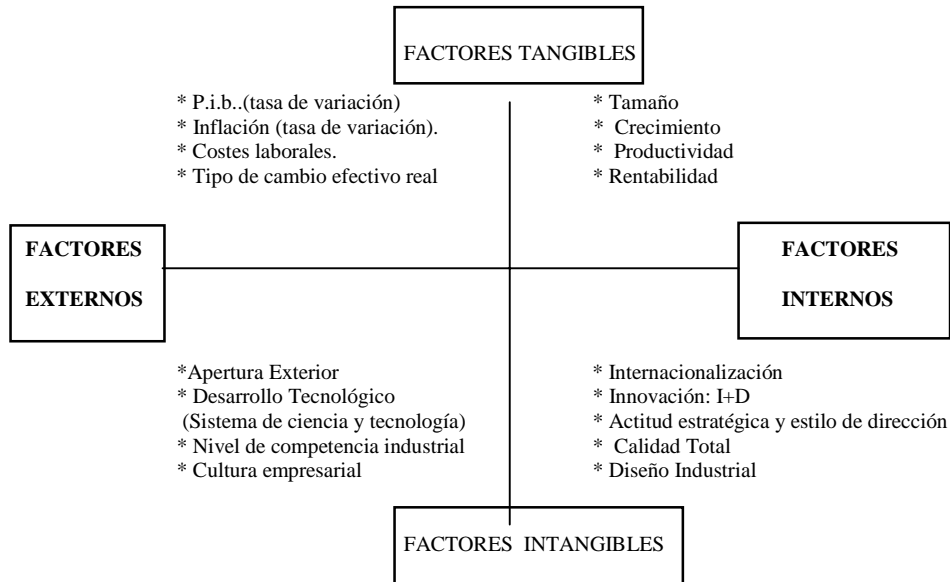 FACTORES TANGIBLES
* P.i.b..(tasa de variación)
* Inflación (tasa de variación).
* Costes laborales.
* Tipo de cambio efectivo real
* Tamaño
* Crecimiento
* Productividad
* Rentabilidad
FACTORES
EXTERNOS
FACTORES
INTERNOS
*Apertura Exterior
* Desarrollo Tecnológico
(Sistema de ciencia y tecnología)
* Nivel de competencia industrial
* Cultura empresarial
* Internacionalización
* Innovación: I+D
* Actitud estratégica y estilo de dirección
* Calidad Total
* Diseño Industrial
FACTORES INTANGIBLES